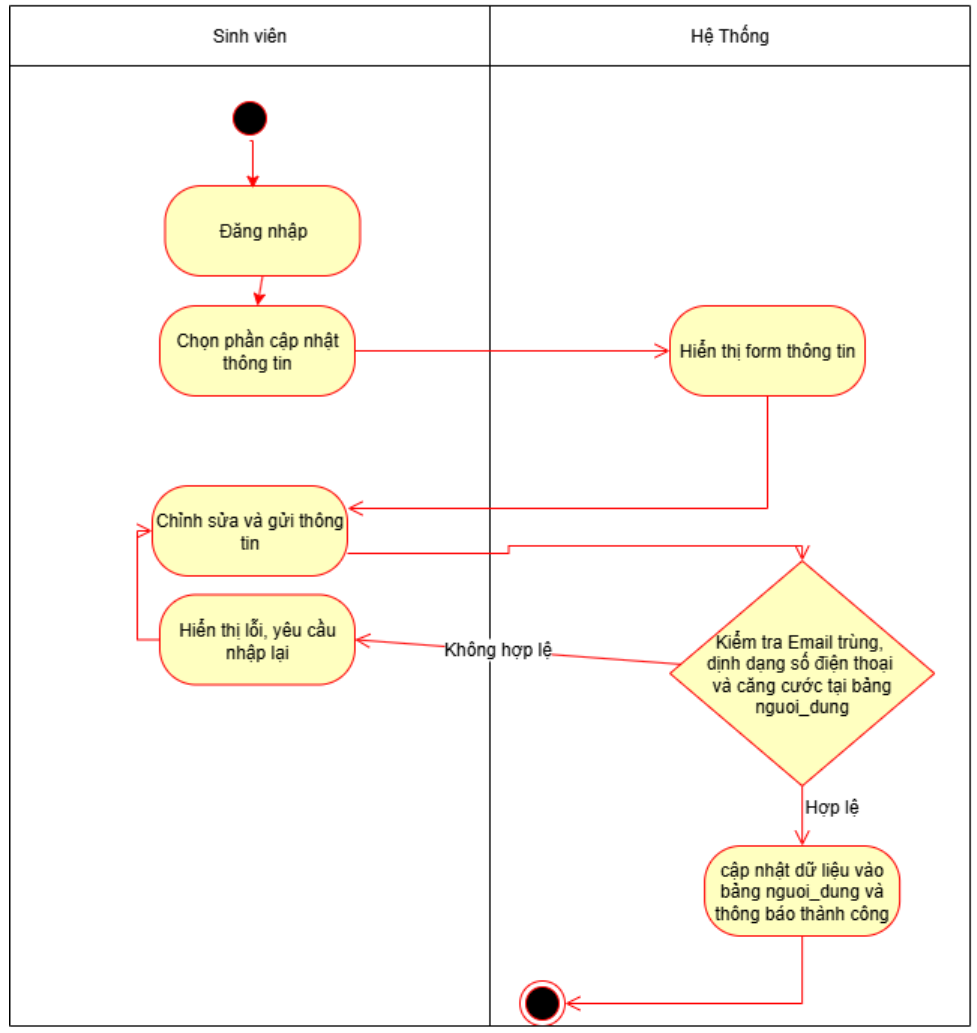 Sinh viên
Hệ Thống
Đăng nhập
Chọn phần cập nhật
thông tin
Hiển thị form thông tin
Chỉnh sửa và gửi thông
tin
Hiển thị lỗi, yêu cầu
nhập lại
Không hợp lệ
Kiểm tra Email trùng,
dịnh dạng số điện thoại
và căng cước tại bảng
nguoi_dung
Hợp lệ
cập nhật dữ liệu vào
bảng nguoi_dung và
thông báo thành công